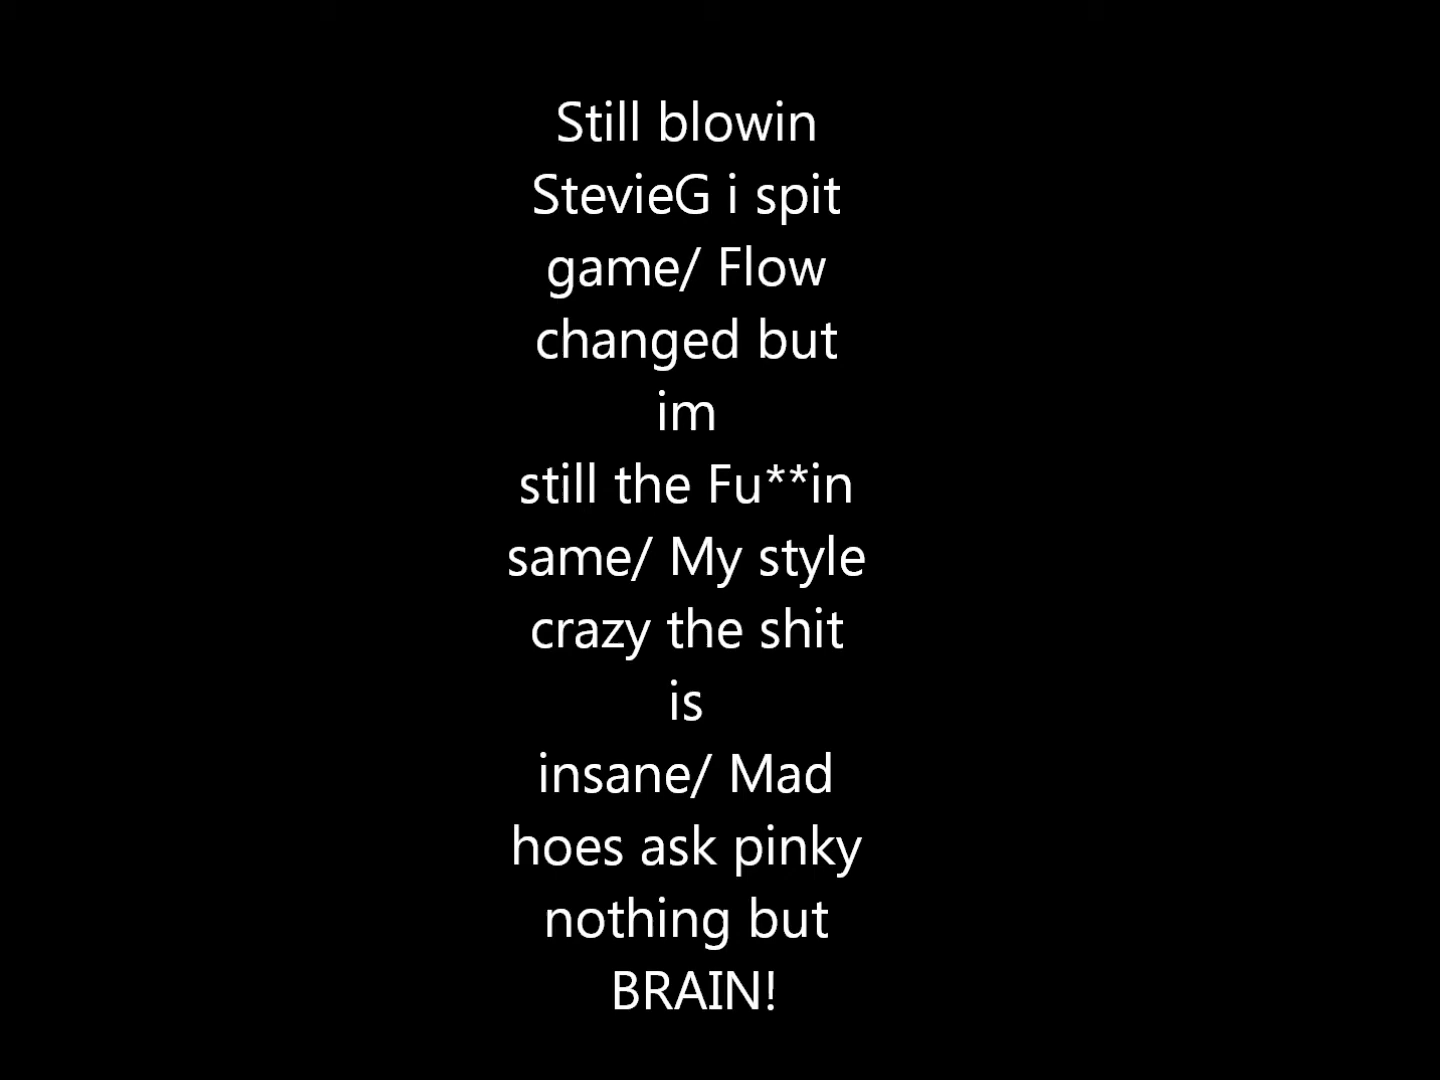 Still blowin
StevieG i spit
game/ Flow
changed but
im
still the Fu**in
same/ My style
crazy the shit
is
insane/ Mad
hoes ask pinky
nothing but
BRAIN!